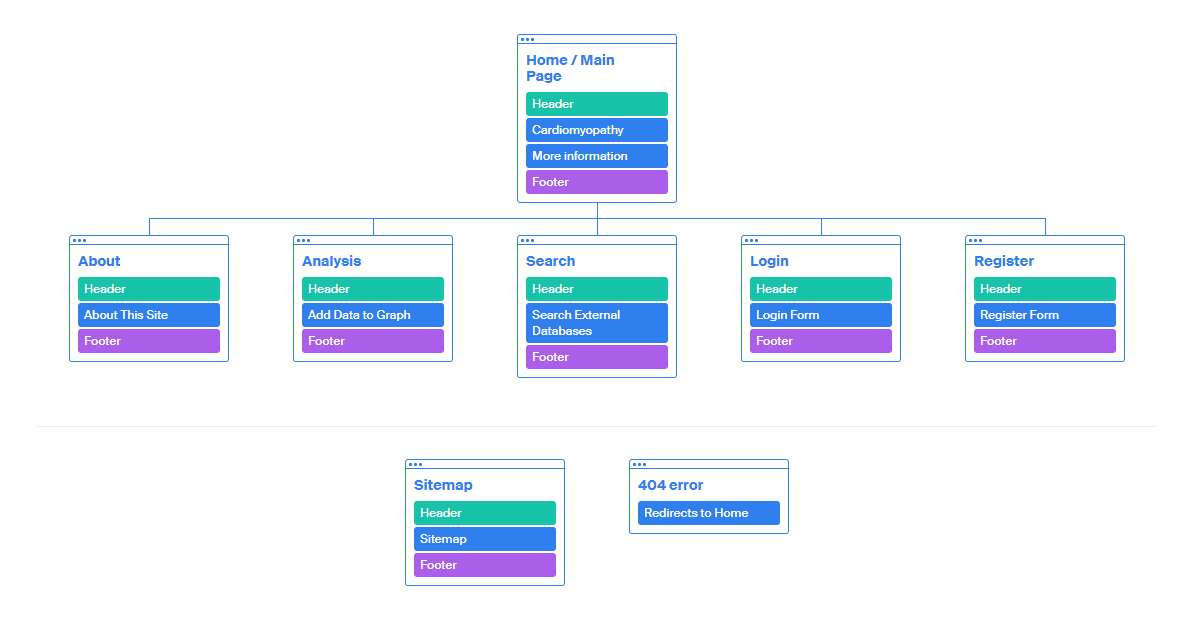 Home / Main
Page
Header
Cardiomyopathy
More information
Footer
About
Header
About This Site
Footer
Analysis
Header
Add Data to Graph
Footer
Search
Header
Search External
Databases
Footer
Login
Header
Login Form
Footer
Register
Header
Register Form
Footer
Sitemap
Header
Sitemap
Footer
404 error
Redirects to Home